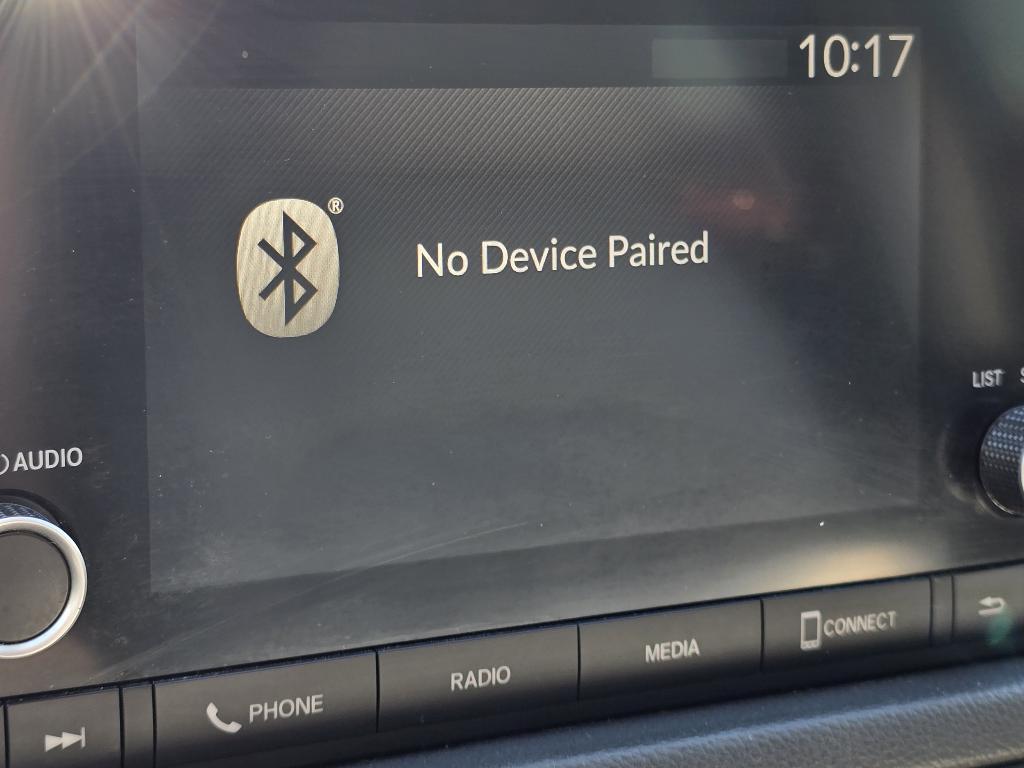 10:17
®
No Device Paired
LIST
AUDIO
PHONE
RADIO
MEDIA
CONNECT